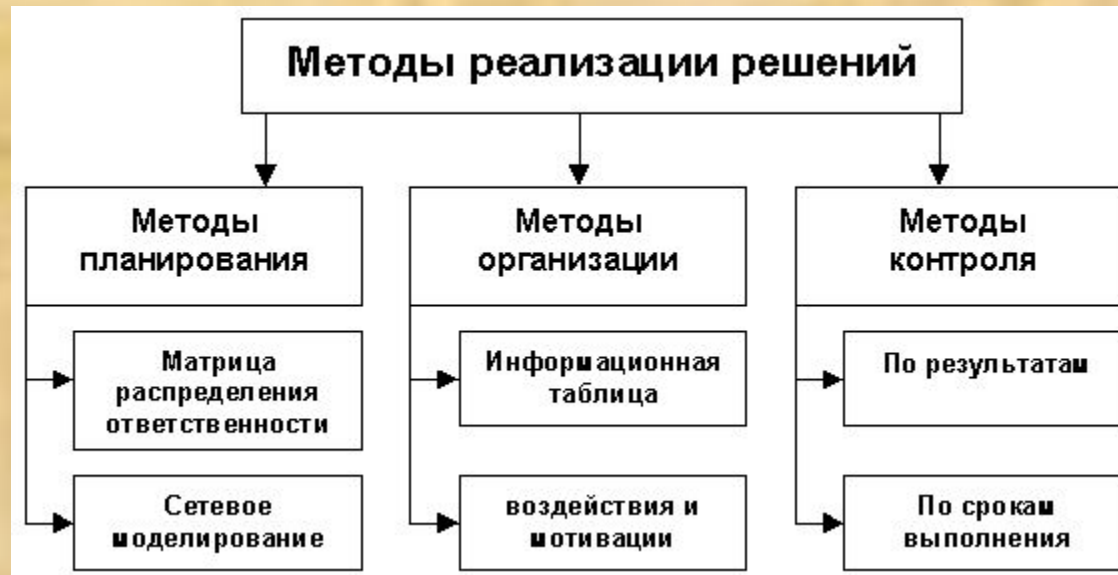 Методы реализации решений
Методы
планирования
Матрица
распределения
ответственности
Сетевое
моделирование
Методы
организации
Информационная
таблица
воздействия и
мотивации
Методы
контроля
По результатам
По срокам
выполнения